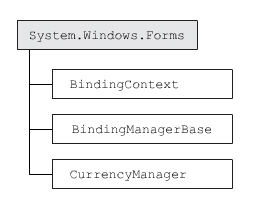 System.Windows.Forms
BindingContext
BindingManagerBase
CurrencyManager